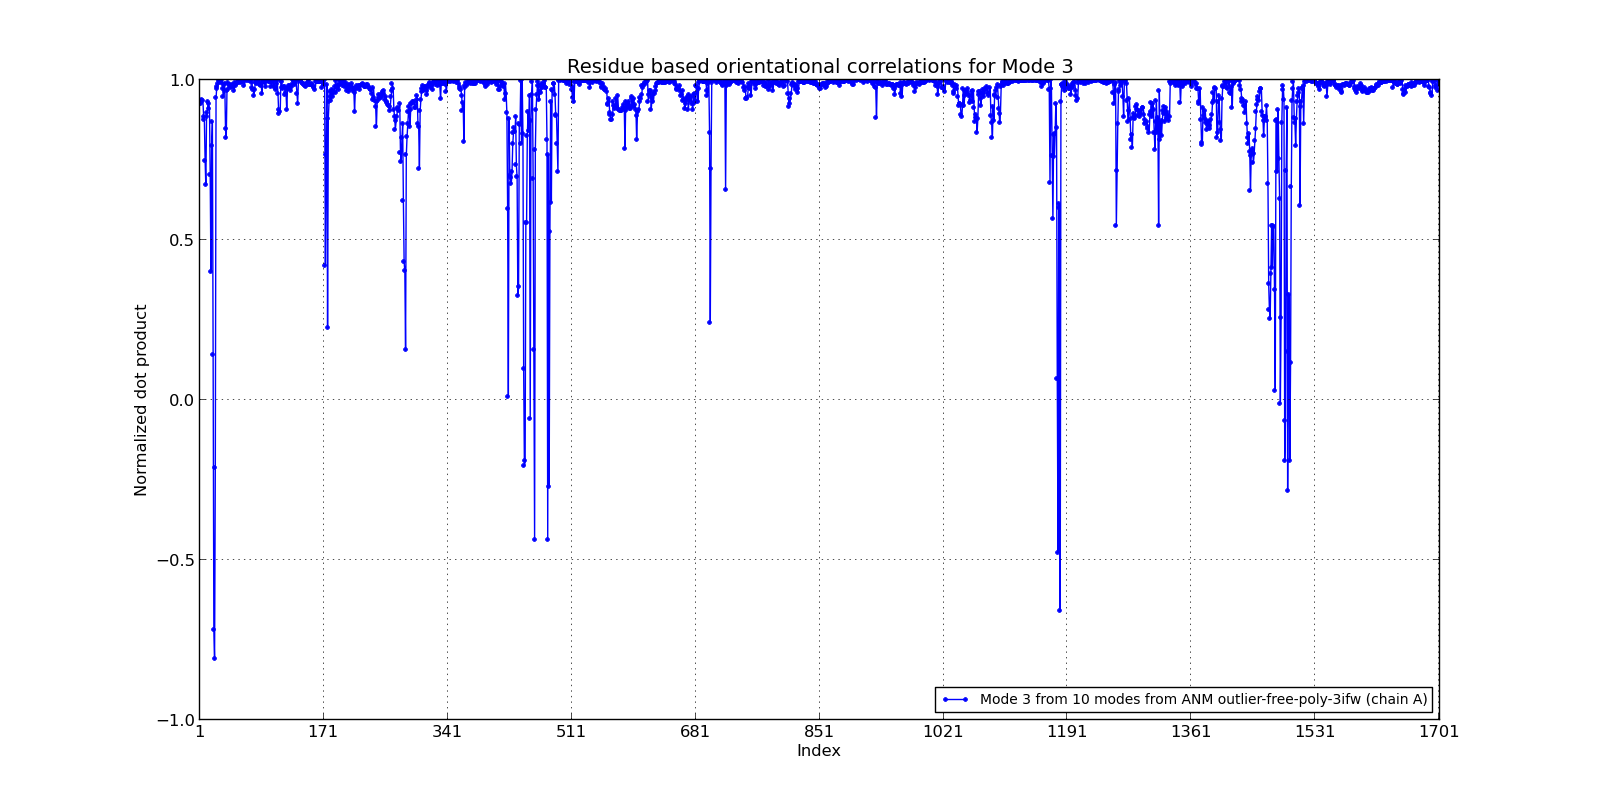 Residue based orientational correlations for Mode 3
1.0
0.5
0.0
−0.5
−1.0
Normalized dot product
Mode 3 from 10 modes from ANM outlier-free-poly-3ifw (chain A)
1 171 341 511 681 851 1021 1191 1361 1531 1701
Index